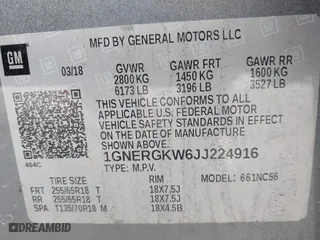 GM
MFD BY GENERAL MOTORS LLC
03/18 GVWR GAWR FRT GAWR RR
2800 KG 1450 KG 1600 KG
6173 LB 3196 LB 3527 LB
THIS VEHICLE CONFORMS TO ALL
APPLICABLE U.S. FEDERAL MOTOR
VEHICLE SAFETY STANDARDS IN
EFFECT ON THE DATE OF
MANUFACTURE SHOWN ABOVE.
1GNERGKW6JJ224916
TYPE: M.P.V. MODEL: 661NC56
464C
TIRE SIZE RIM
FRT 255/65R18 T 18X7.5J
RR 255/65R18 T 18X7.5J
SPA T135/70R18 M 18X4.5B
DREAMBID